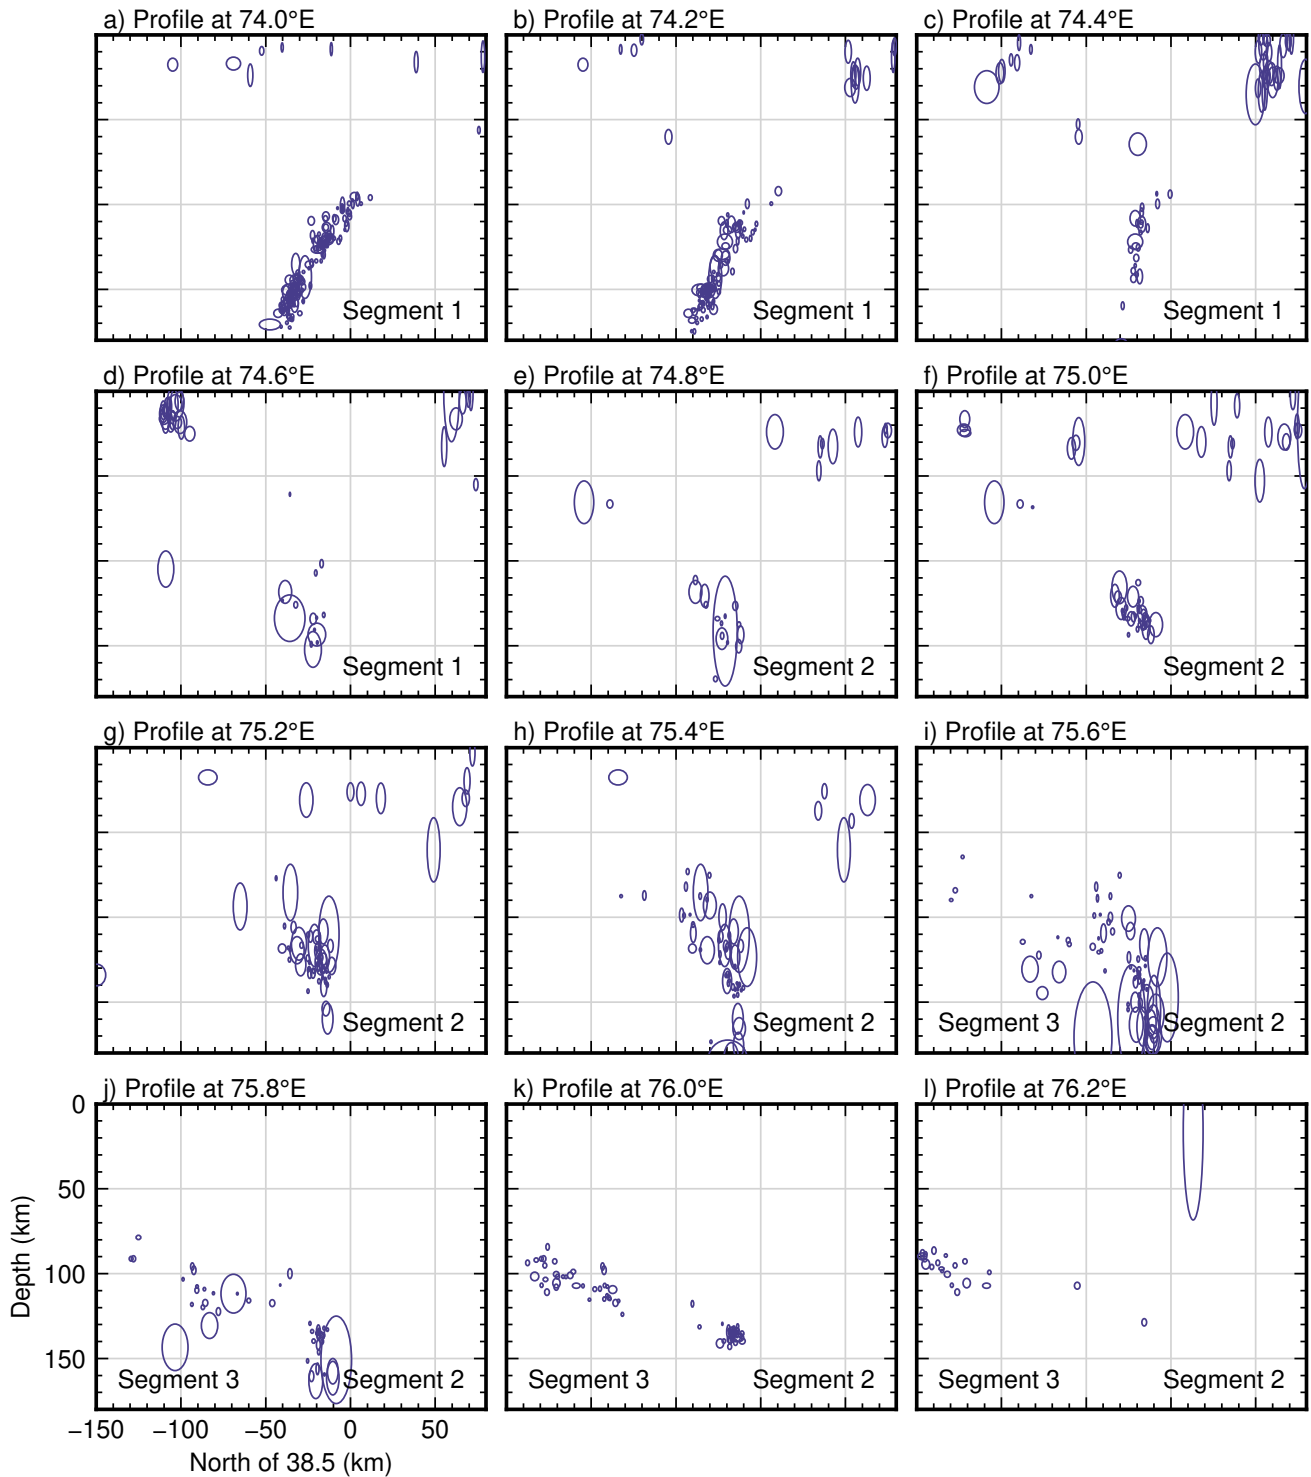 a) Profile at 74.0°E
b) Profile at 74.2°E
c) Profile at 74.4°E
Segment 1
Segment 1
Segment 1
d) Profile at 74.6°E
e) Profile at 74.8°E
f) Profile at 75.0°E
Segment 1
Segment 2
Segment 2
g) Profile at 75.2°E
h) Profile at 75.4°E
i) Profile at 75.6°E
Segment 2
Segment 2
Segment 3
Segment 2
j) Profile at 75.8°E
k) Profile at 76.0°E
l) Profile at 76.2°E
0
50
100
150
Depth (km)
Segment 3
Segment 2
Segment 3
Segment 2
Segment 3
Segment 2
−150 −100 −50 0 50
North of 38.5 (km)